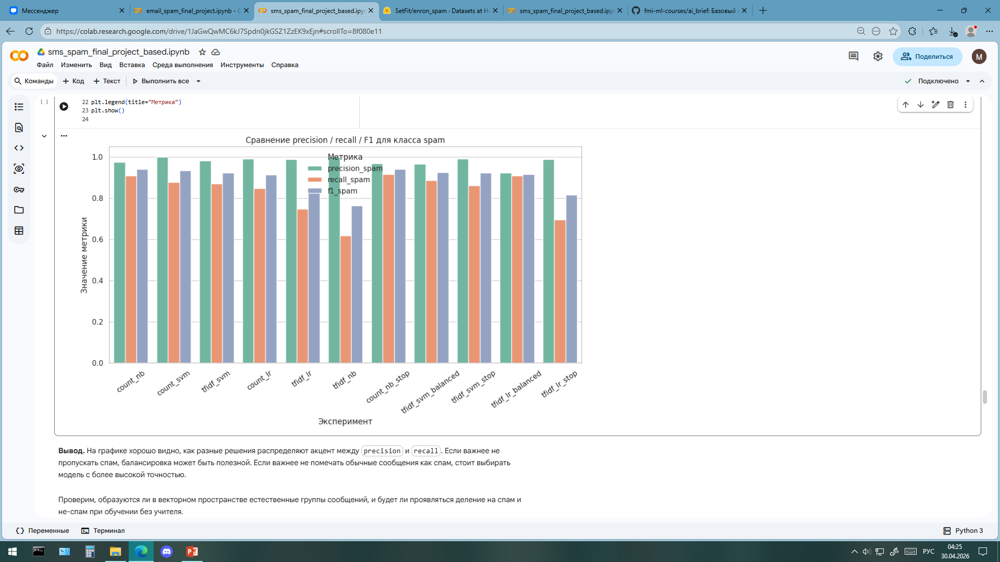 Мессенджер
email_spam_final_project.ipynb - C
sms_spam_final_project_based.ipyn
SetFit/enron_spam · Datasets at Hu
sms_spam_final_project_based.ipyn
fmi-ml-courses/ai_brief: Базовый к
https://colab.research.google.com/drive/1JaGwQwMC6kJ7Spdn0jkGSZ1ZzEK9xEjn#scrollTo=8f080e11
sms_spam_final_project_based.ipynb
Файл Изменить Вид Вставка Среда выполнения Инструменты Справка
Поделиться
M
Команды + Код + Текст Выполнить все
Подключено
[ ]
22 plt.legend(title="Метрика")
23 plt.show()
24
Сравнение precision / recall / F1 для класса spam
Метрика
precision_spam
recall_spam
f1_spam
1.0
0.8
0.6
0.4
0.2
0.0
Значение метрики
count_nb
count_svm
tfidf_svm
count_lr
tfidf_lr
tfidf_nb
count_nb_stop
tfidf_svm_balanced
tfidf_svm_stop
tfidf_lr_balanced
tfidf_lr_stop
Эксперимент
Вывод. На графике хорошо видно, как разные решения распределяют акцент между precision и recall. Если важнее не
пропускать спам, балансировка может быть полезной. Если важнее не помечать обычные сообщения как спам, стоит выбирать
модель с более высокой точностью.
Проверим, образуются ли в векторном пространстве естественные группы сообщений, и будет ли проявляться деление на спам и
не-спам при обучении без учителя.
Переменные Терминал
Python 3
РУС
04:25
30.04.2026